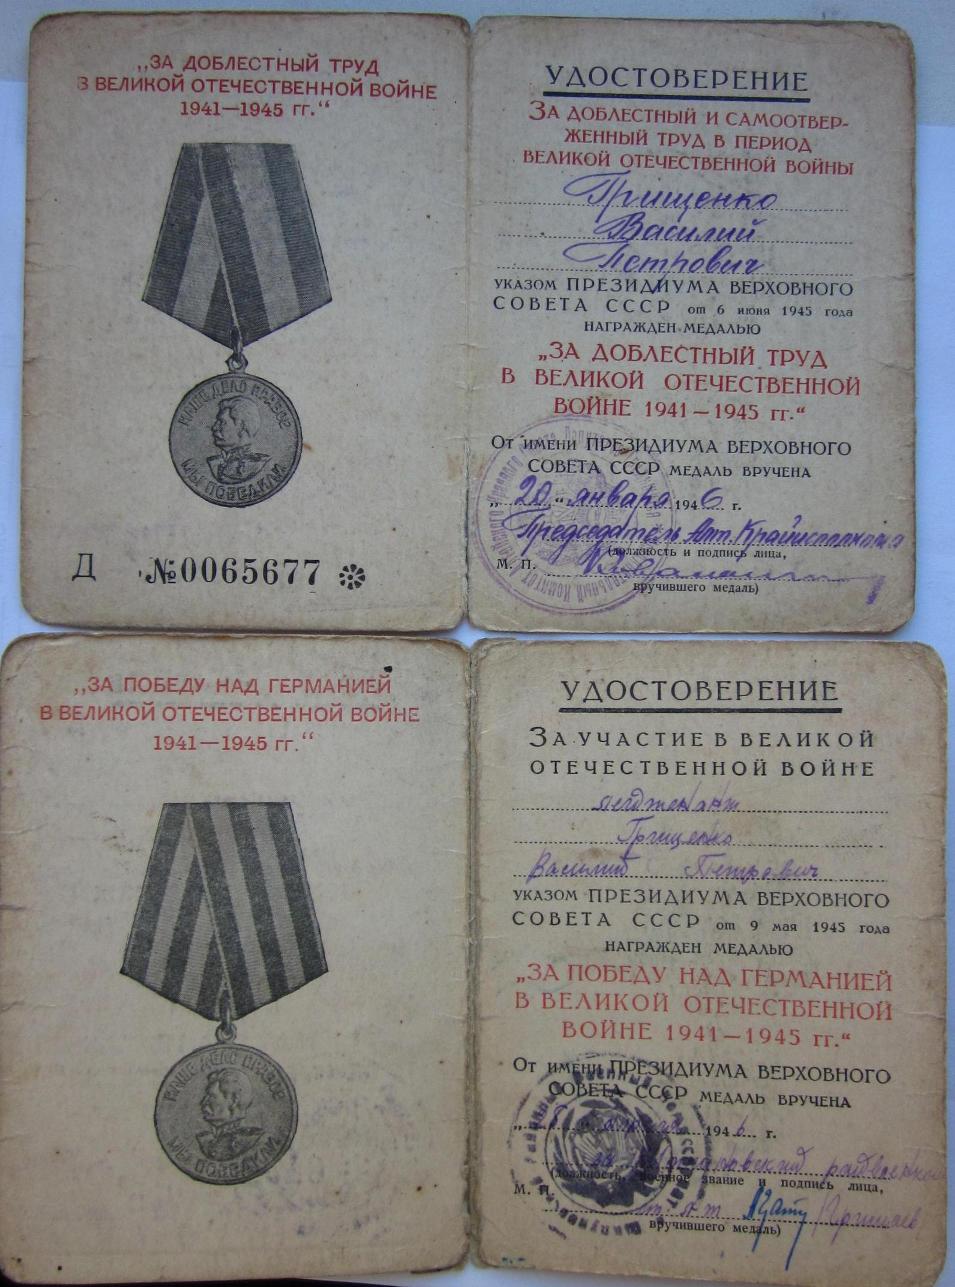 „ЗА ДОБЛЕСТНЫЙ ТРУД
В ВЕЛИКОЙ ОТЕЧЕСТВЕННОЙ ВОЙНЕ
1941—1945 гг.“
НАШЕ ДЕЛО ПРАВОЕ
МЫ ПОБЕДИЛИ
Д №0065677
УДОСТОВЕРЕНИЕ
ЗА ДОБЛЕСТНЫЙ И САМООТВЕР-
ЖЕННЫЙ ТРУД В ПЕРИОД
ВЕЛИКОЙ ОТЕЧЕСТВЕННОЙ ВОЙНЫ
Грищенко
Василий
Петрович
УКАЗОМ ПРЕЗИДИУМА ВЕРХОВНОГО
СОВЕТА СССР от 6 июня 1945 года
НАГРАЖДЕН МЕДАЛЬЮ
„ЗА ДОБЛЕСТНЫЙ ТРУД
В ВЕЛИКОЙ ОТЕЧЕСТВЕННОЙ
ВОЙНЕ 1941—1945 гг.“
От имени ПРЕЗИДИУМА ВЕРХОВНОГО
СОВЕТА СССР МЕДАЛЬ ВРУЧЕНА
„20“ января 1946 г.
Председатель Алт. Крайисполкома
(должность и подпись лица,
М. П.
вручившего медаль)
„ЗА ПОБЕДУ НАД ГЕРМАНИЕЙ
В ВЕЛИКОЙ ОТЕЧЕСТВЕННОЙ ВОЙНЕ
1941—1945 гг.“
НАШЕ ДЕЛО ПРАВОЕ
МЫ ПОБЕДИЛИ
УДОСТОВЕРЕНИЕ
ЗА УЧАСТИЕ В ВЕЛИКОЙ
ОТЕЧЕСТВЕННОЙ ВОЙНЕ
Грищенко
Василий Петрович
УКАЗОМ ПРЕЗИДИУМА ВЕРХОВНОГО
СОВЕТА СССР от 9 мая 1945 года
НАГРАЖДЕН МЕДАЛЬЮ
„ЗА ПОБЕДУ НАД ГЕРМАНИЕЙ
В ВЕЛИКОЙ ОТЕЧЕСТВЕННОЙ
ВОЙНЕ 1941—1945 гг.“
От имени ПРЕЗИДИУМА ВЕРХОВНОГО
СОВЕТА СССР МЕДАЛЬ ВРУЧЕНА
1946 г.
(должность, военное звание и подпись лица,
М. П.
вручившего медаль)